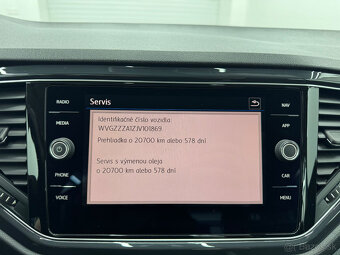 Servis
RADIO
MEDIA
PHONE
VOICE
NAV
APP
CAR
MENU
Identifikačné číslo vozidla:
WVGZZZA1ZJV101869
Prehliadka o 20700 km alebo 578 dní
Servis s výmenou oleja
o 20700 km alebo 578 dní